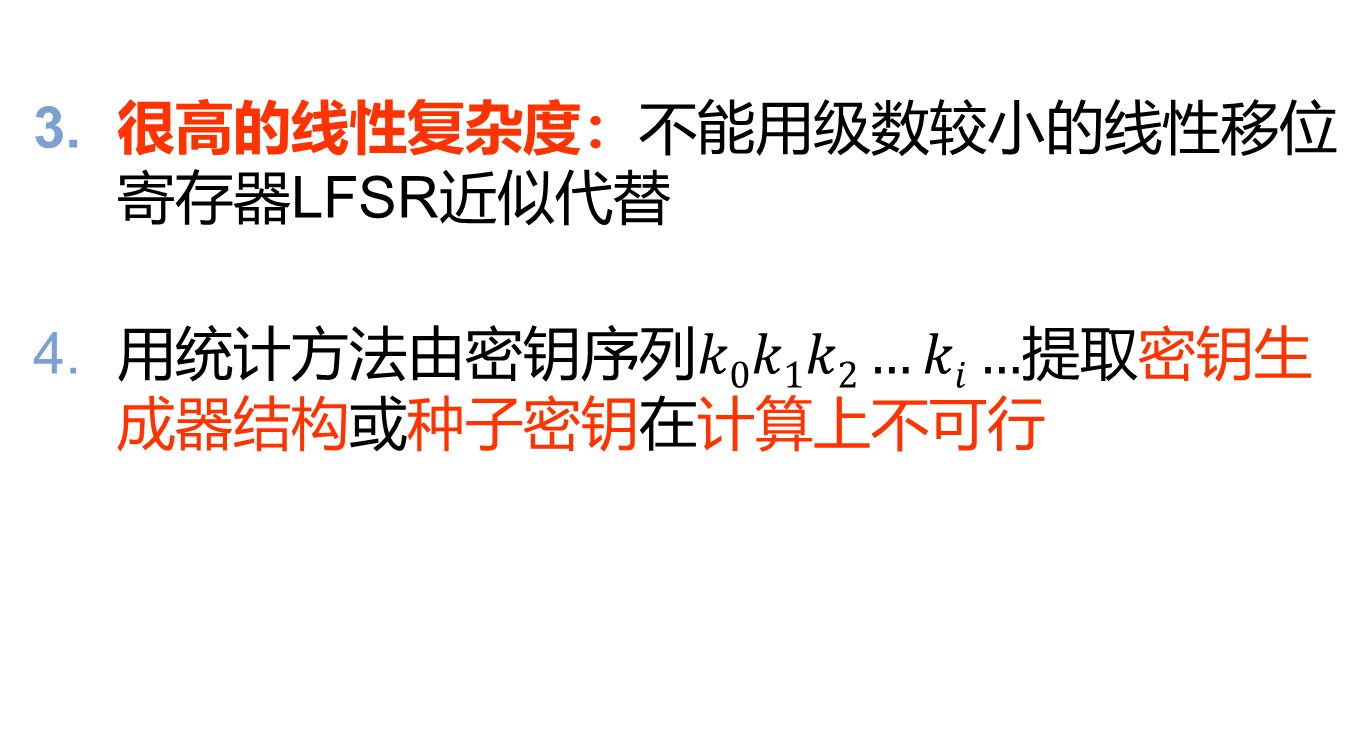 3. 很高的线性复杂度：不能用级数较小的线性移位
寄存器LFSR近似代替
4. 用统计方法由密钥序列k₀k₁k₂ … kᵢ …提取密钥生
成器结构或种子密钥在计算上不可行